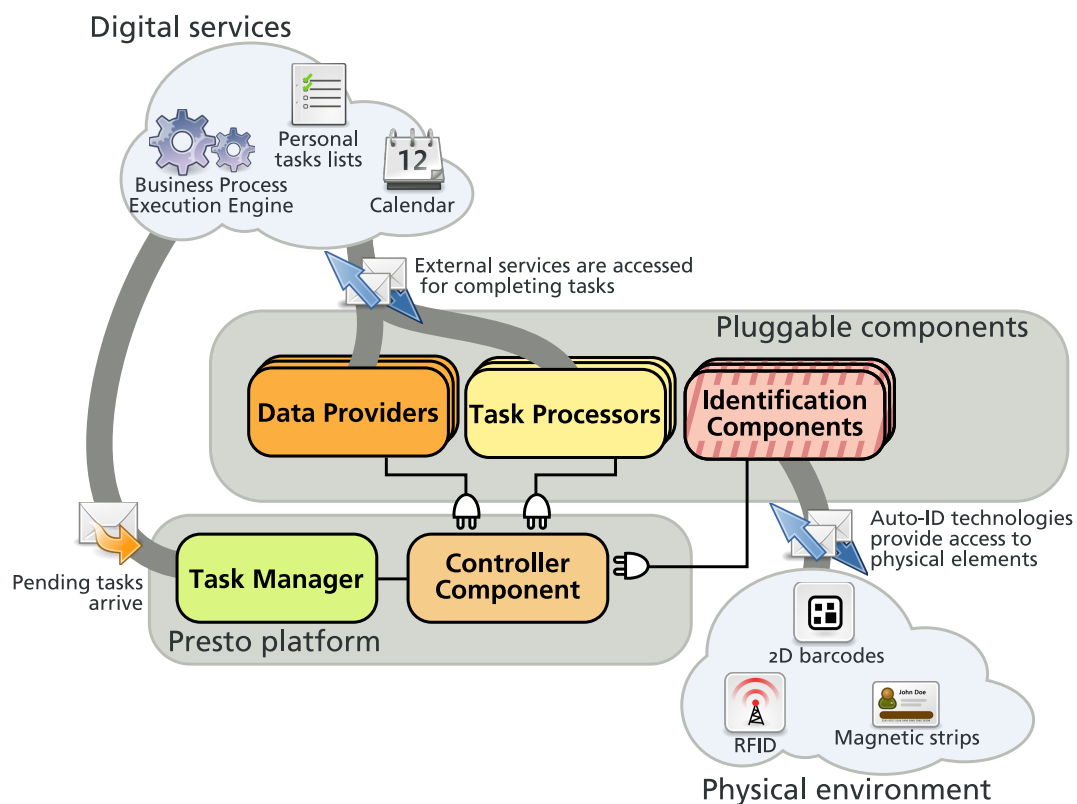 Digital services
Personal
tasks lists
12
Business Process
Execution Engine
Calendar
External services are accessed
for completing tasks
Pluggable components
Data Providers
Task Processors
Identification
Components
Auto-ID technologies
provide access to
physical elements
Pending tasks
arrive
Task Manager
Controller
Component
Presto platform
2D barcodes
John Doe
RFID
Magnetic strips
Physical environment